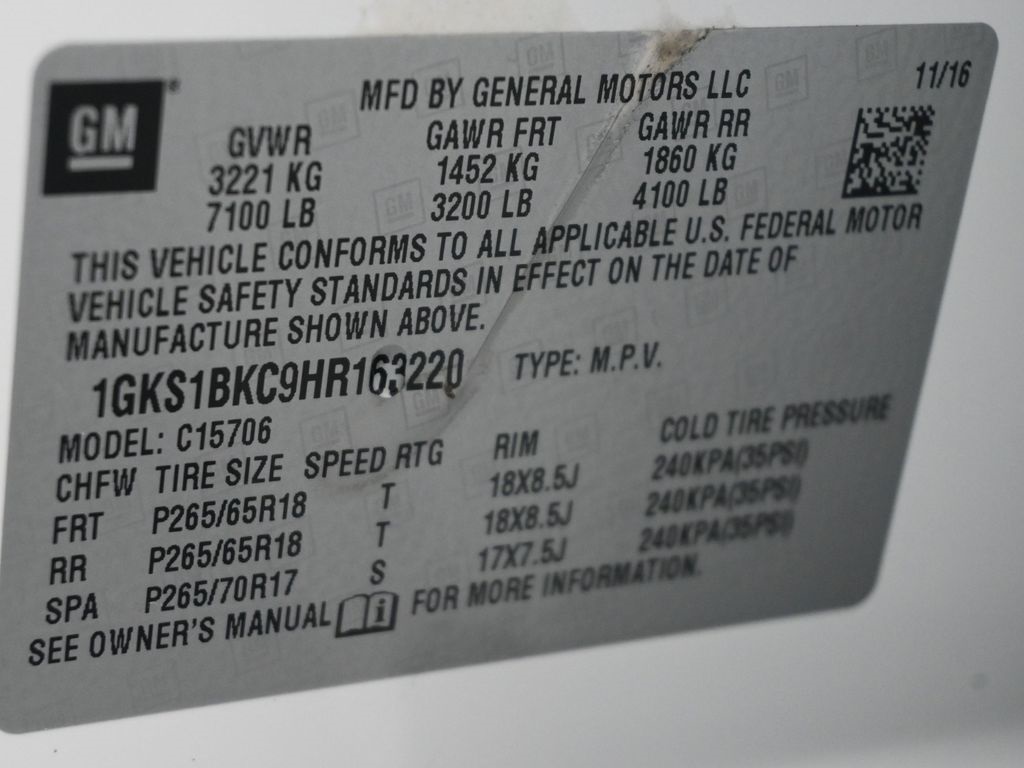 GM
MFD BY GENERAL MOTORS LLC 11/16
GVWR GAWR FRT GAWR RR
3221 KG 1452 KG 1860 KG
7100 LB 3200 LB 4100 LB
THIS VEHICLE CONFORMS TO ALL APPLICABLE U.S. FEDERAL MOTOR
VEHICLE SAFETY STANDARDS IN EFFECT ON THE DATE OF
MANUFACTURE SHOWN ABOVE.
1GKS1BKC9HR163220 TYPE: M.P.V.
MODEL: C15706
CHFW TIRE SIZE SPEED RTG RIM COLD TIRE PRESSURE
FRT P265/65R18 T 18X8.5J 240KPA(35PSI)
RR P265/65R18 T 18X8.5J 240KPA(35PSI)
SPA P265/70R17 S 17X7.5J 240KPA(35PSI)
SEE OWNER'S MANUAL i FOR MORE INFORMATION.